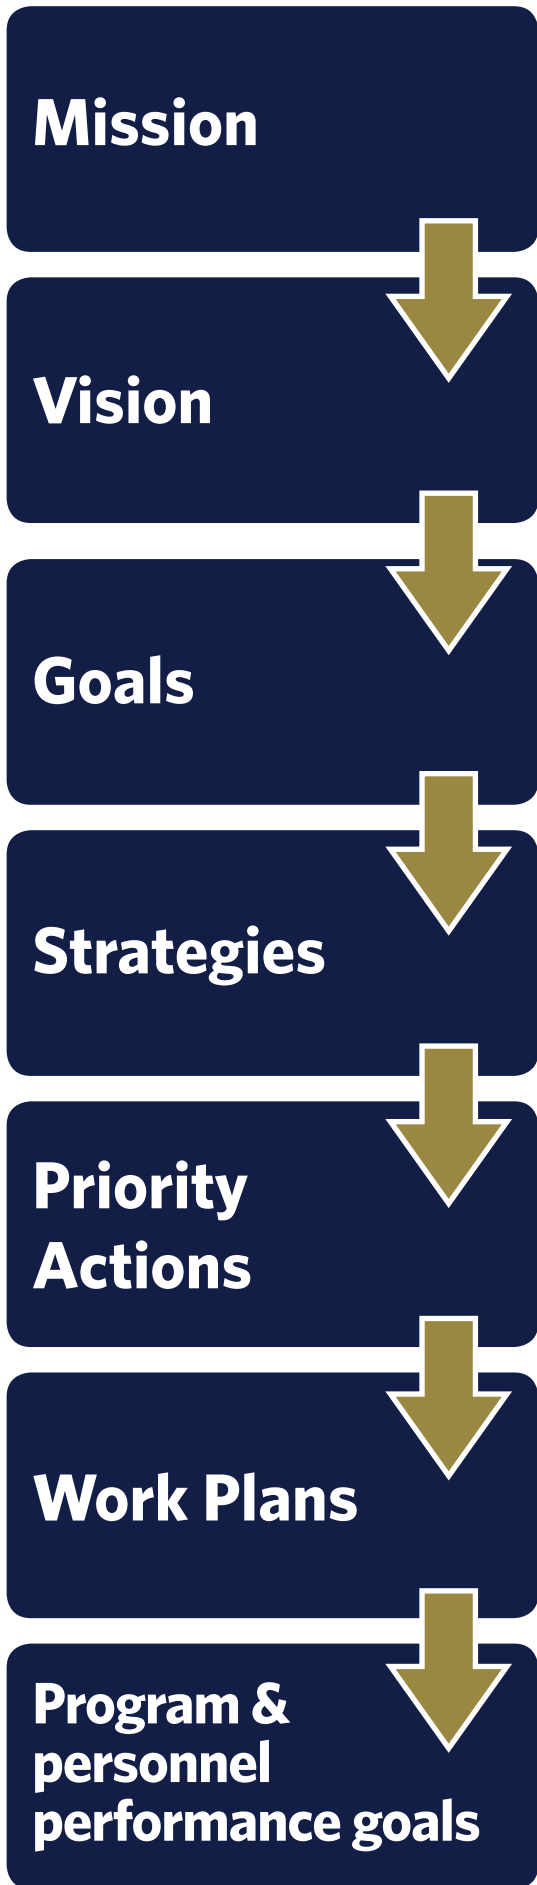 Mission
Vision
Goals
Strategies
Priority
Actions
Work Plans
Program &
personnel
performance goals